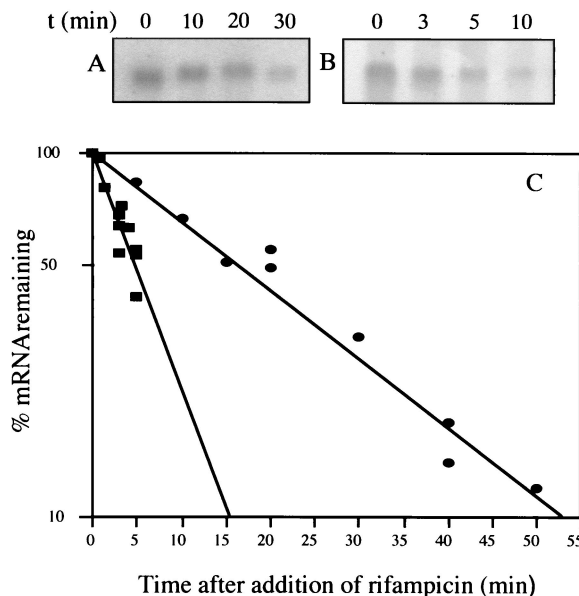 t (min) 0 10 20 30 0 3 5 10
A B
100
C
50
% mRNAremaining
10
0 5 10 15 20 25 30 35 40 45 50 55
Time after addition of rifampicin (min)